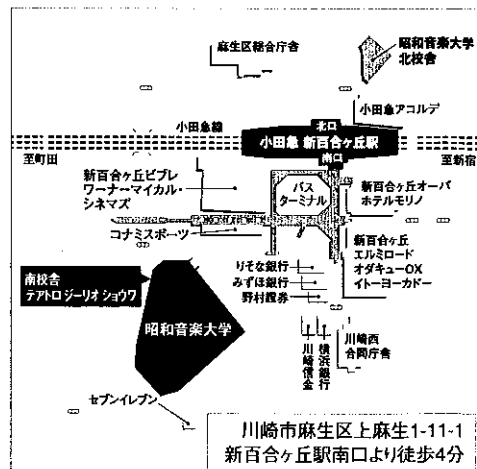 麻生区総合庁舎
昭和音楽大学
北校舎
小田急アコルデ
小田急線
北口
小田急 新百合ヶ丘駅
南口
至町田
至新宿
新百合ヶ丘ビブレ
ワーナーマイカル・
シネマズ
バス
ターミナル
新百合ヶ丘オーパ
ホテルモリノ
コナミスポーツ
新百合ヶ丘
エルミロード
オダキューOX
イトーヨーカドー
りそな銀行
みずほ銀行
野村證券
南校舎
テアトロ ジーリオ ショウワ
昭和音楽大学
川崎信金
横浜銀行
川崎西
合同庁舎
セブンイレブン
川崎市麻生区上麻生1-11-1
新百合ヶ丘駅南口より徒歩4分